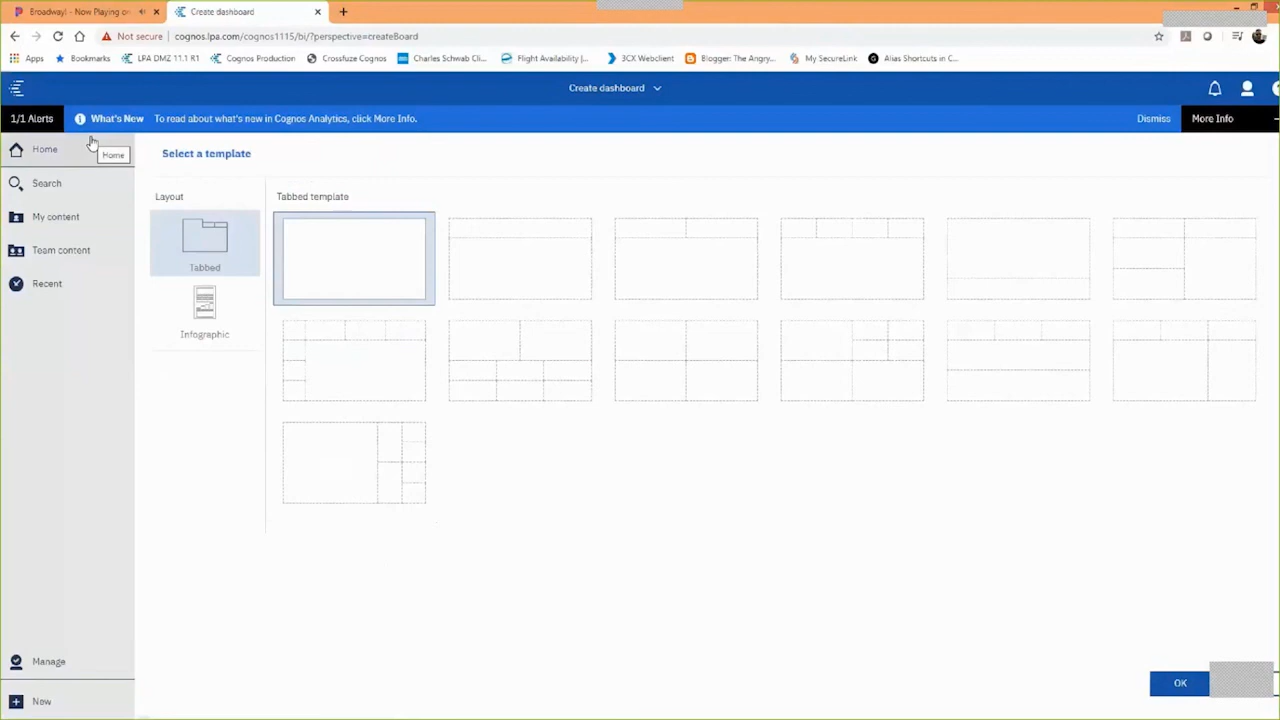 Broadway! - Now Playing on
Create dashboard
Not secure | cognos.lpa.com/cognos1115/bi/?perspective=createBoard
Apps Bookmarks LPA DMZ 11.1 R1 Cognos Production Crossfuze Cognos Charles Schwab Cli... Flight Availability |... 3CX Webclient Blogger: The Angry... My SecureLink Alias Shortcuts in C...
Create dashboard
1/1 Alerts What's New To read about what's new in Cognos Analytics, click More Info. Dismiss More Info
Home
Home
Search
My content
Team content
Recent
Manage
New
Select a template
Layout
Tabbed
Infographic
Tabbed template
OK